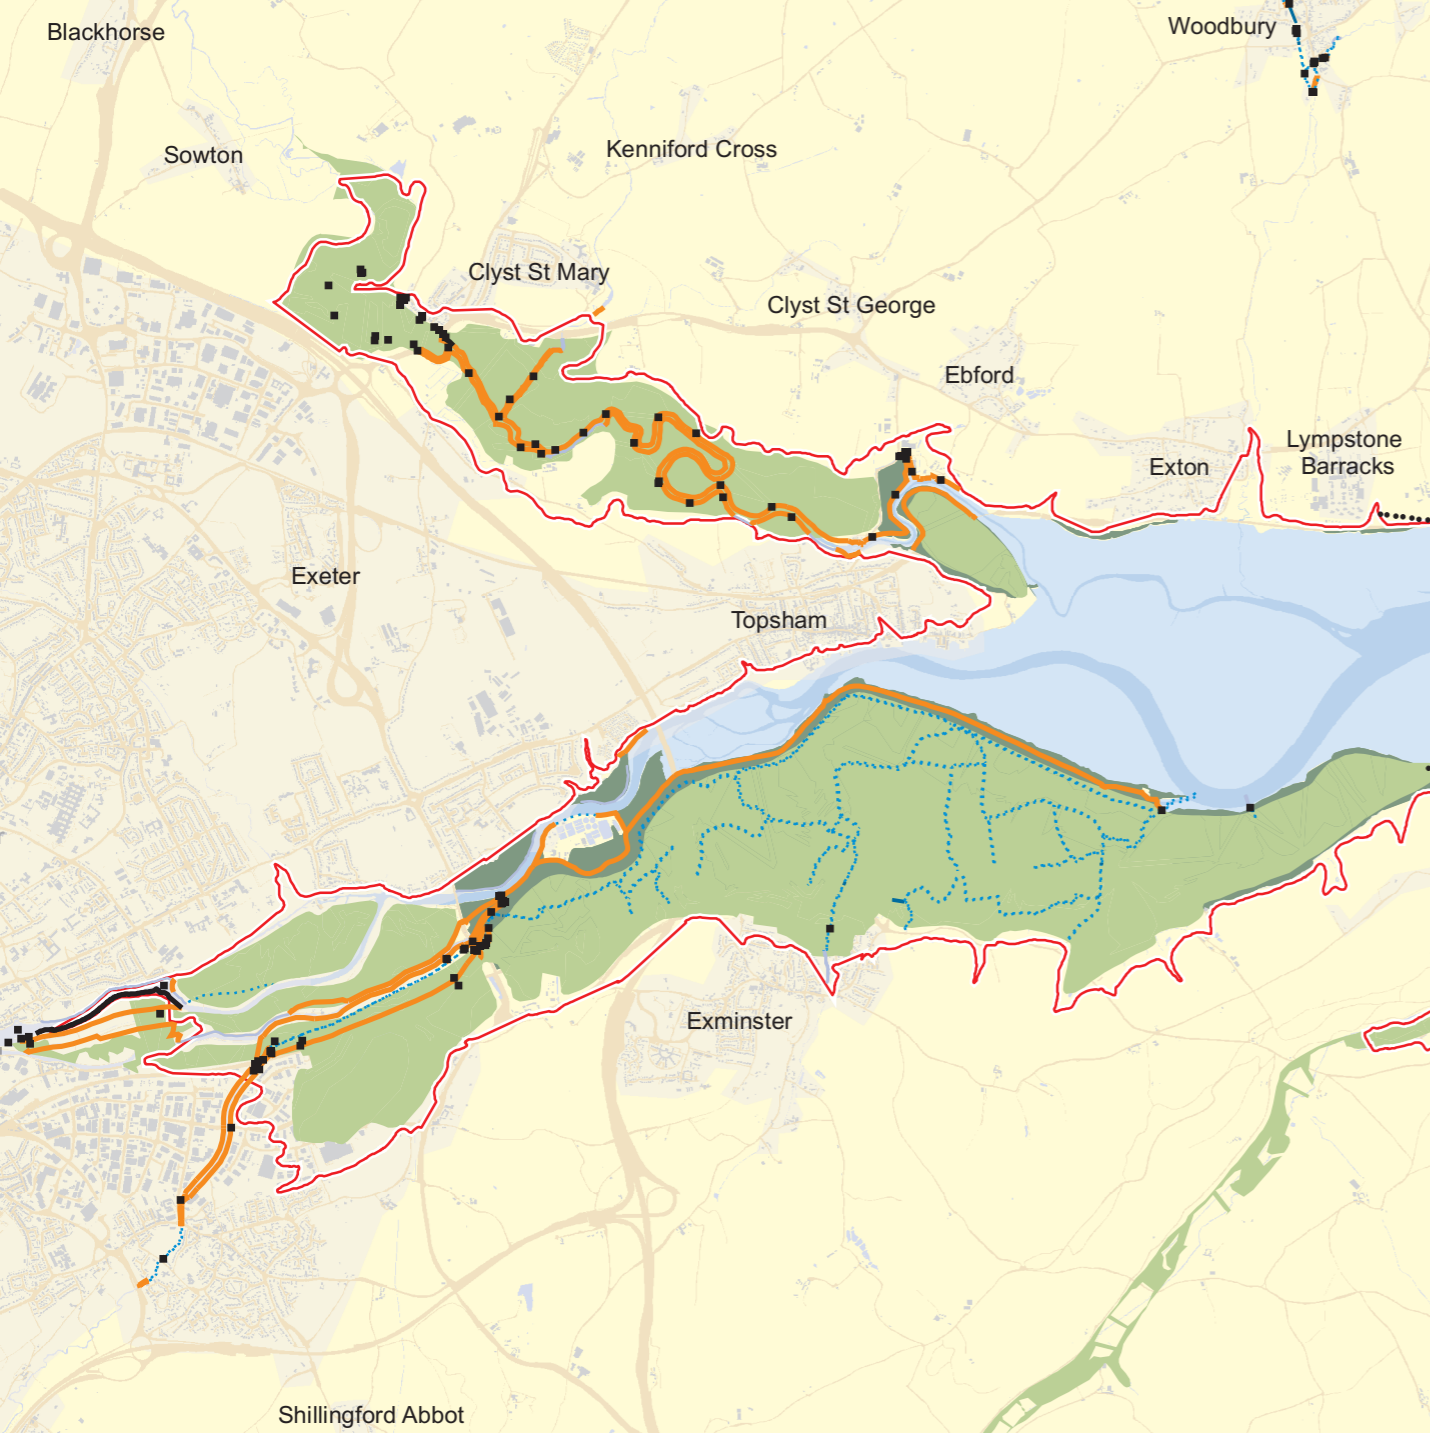 Blackhorse
Woodbury
Sowton
Kenniford Cross
Clyst St Mary
Clyst St George
Ebford
Exton
Lympstone
Barracks
Exeter
Topsham
Exminster
Shillingford Abbot